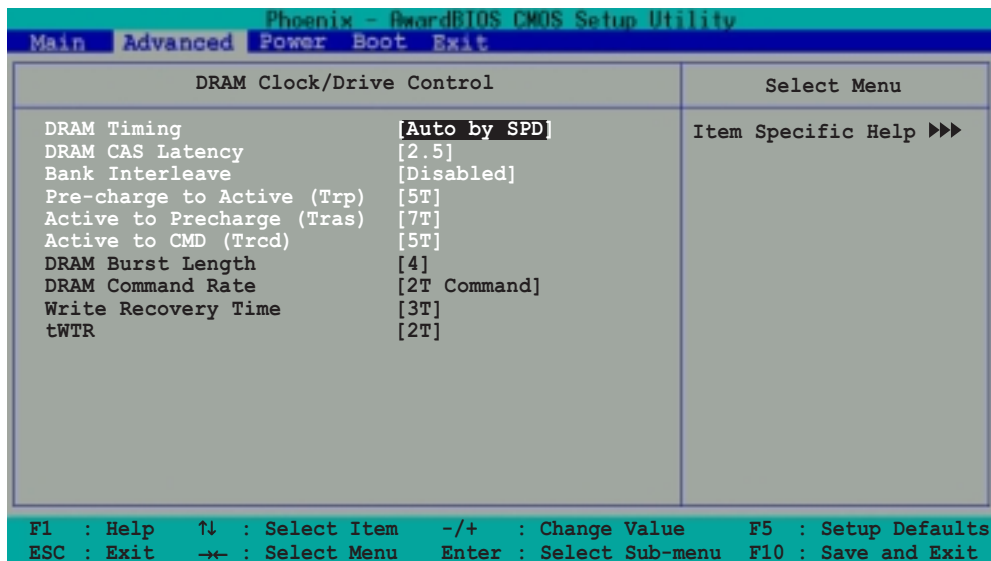 Phoenix - AwardBIOS CMOS Setup Utility
Main Advanced Power Boot Exit
DRAM Clock/Drive Control
Select Menu
DRAM Timing [Auto by SPD]
Item Specific Help
DRAM CAS Latency [2.5]
Bank Interleave [Disabled]
Pre-charge to Active (Trp) [5T]
Active to Precharge (Tras) [7T]
Active to CMD (Trcd) [5T]
DRAM Burst Length [4]
DRAM Command Rate [2T Command]
Write Recovery Time [3T]
tWTR [2T]
F1 : Help ↑↓ : Select Item -/+ : Change Value F5 : Setup Defaults
ESC : Exit →← : Select Menu Enter : Select Sub-menu F10 : Save and Exit